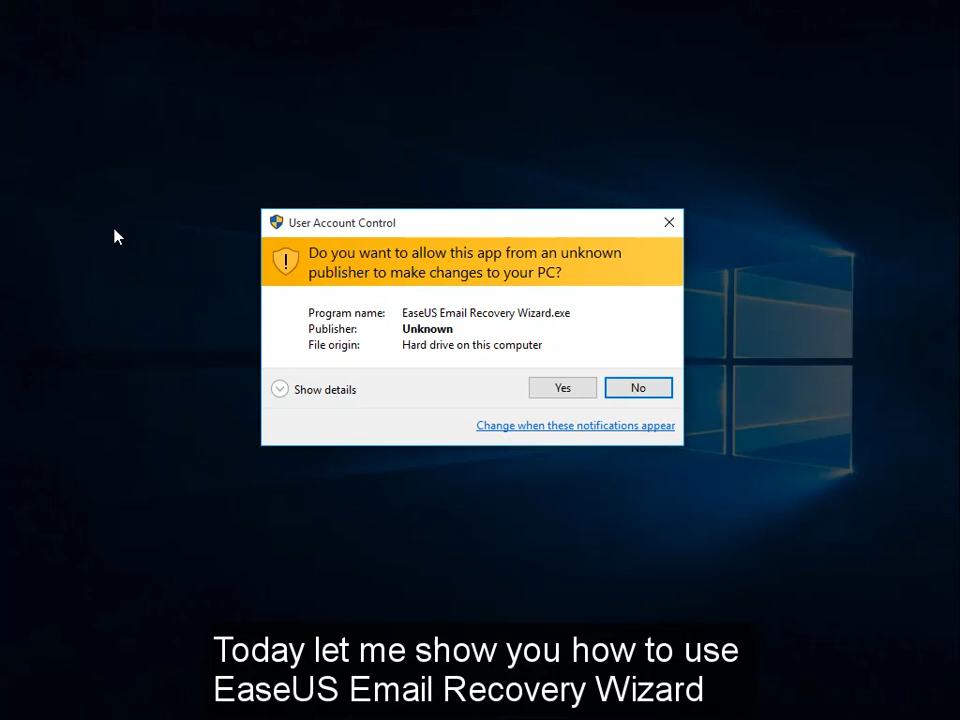 User Account Control
Do you want to allow this app from an unknown
publisher to make changes to your PC?
Program name: EaseUS Email Recovery Wizard.exe
Publisher: Unknown
File origin: Hard drive on this computer
Show details
Yes
No
Change when these notifications appear
Today let me show you how to use
EaseUS Email Recovery Wizard